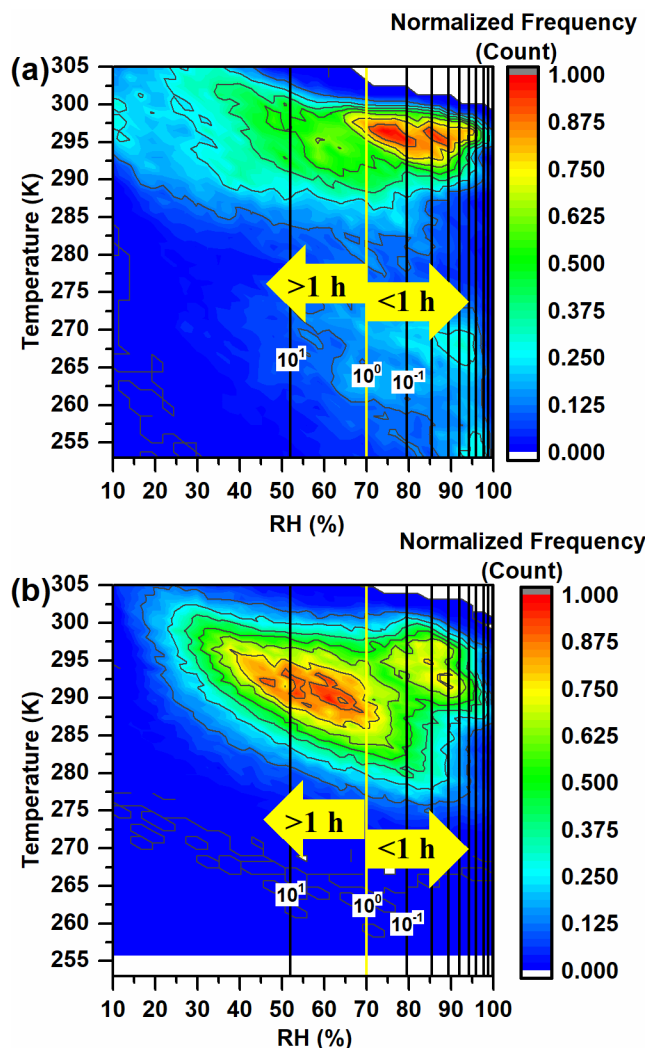 Normalized Frequency
(Count)
(a)
305
300
295
290
285
280
275
270
265
260
255
Temperature (K)
>1 h
<1 h
10¹
10⁰
10⁻¹
10 20 30 40 50 60 70 80 90 100
RH (%)
1.000
0.875
0.750
0.625
0.500
0.375
0.250
0.125
0.000
Normalized Frequency
(Count)
(b)
305
300
295
290
285
280
275
270
265
260
255
Temperature (K)
>1 h
<1 h
10¹
10⁰
10⁻¹
10 20 30 40 50 60 70 80 90 100
RH (%)
1.000
0.875
0.750
0.625
0.500
0.375
0.250
0.125
0.000